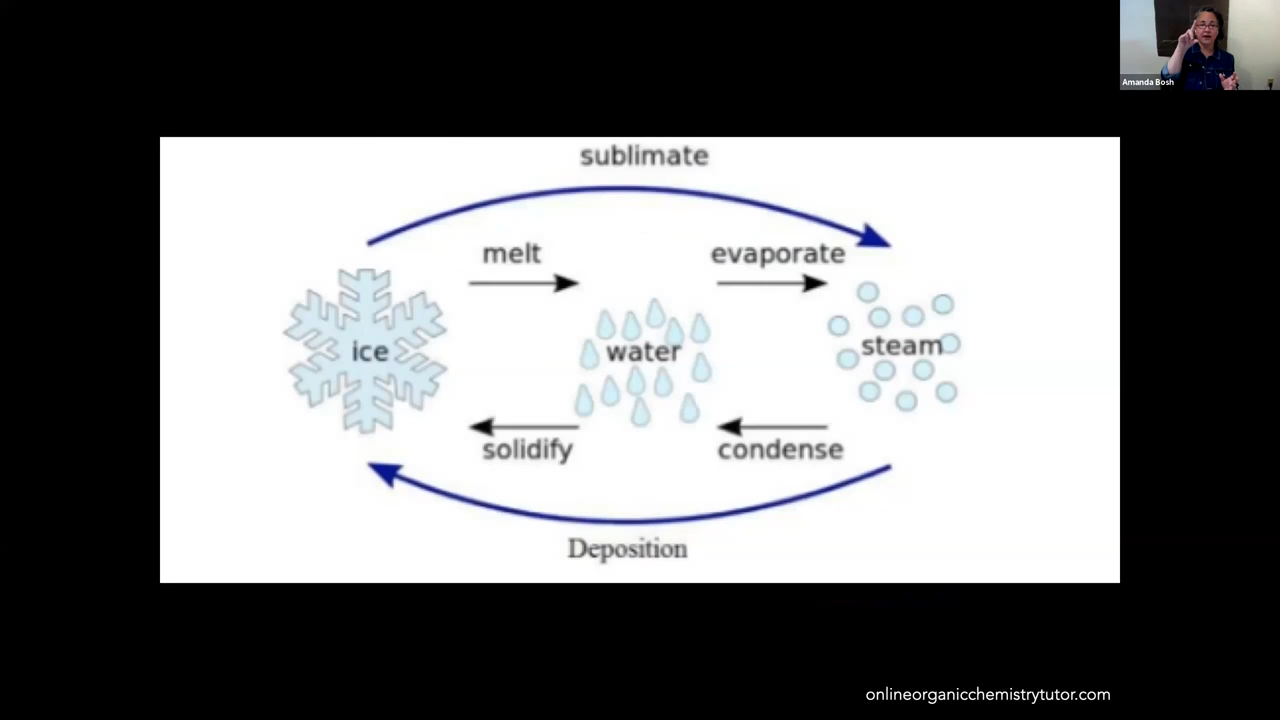 Amanda Bosh
sublimate
melt
evaporate
ice
water
steam
solidify
condense
Deposition
onlineorganicchemistrytutor.com